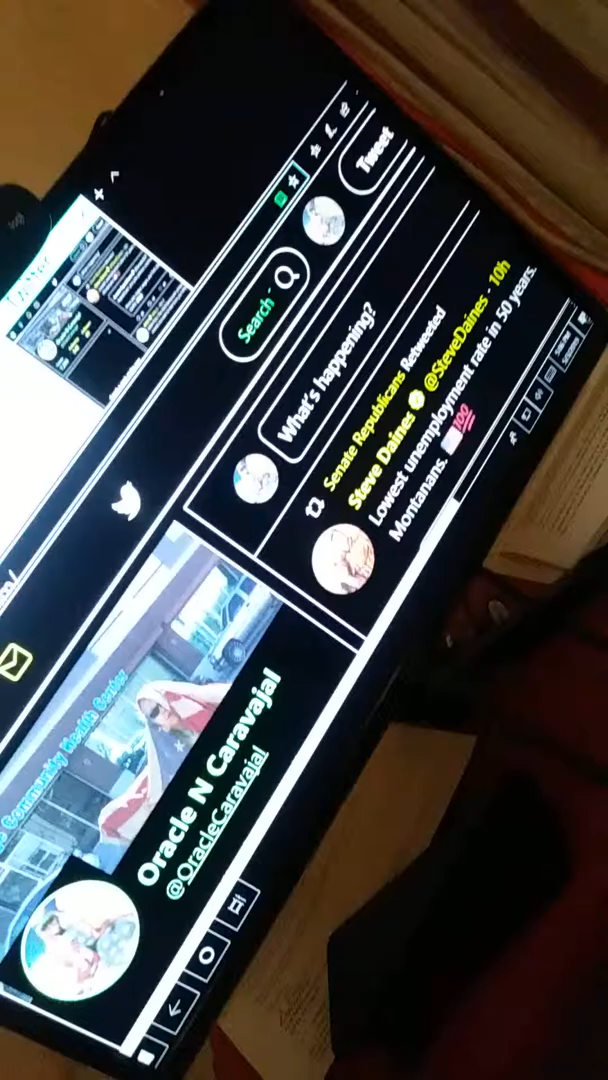 Tweet
Search
What's happening?
Senate Republicans Retweeted
Steve Daines @SteveDaines · 10h
Lowest unemployment rate in 50 years.
Montanans. 💯
Community Health Center
Oracle N Caravajal
@OracleCaravajal